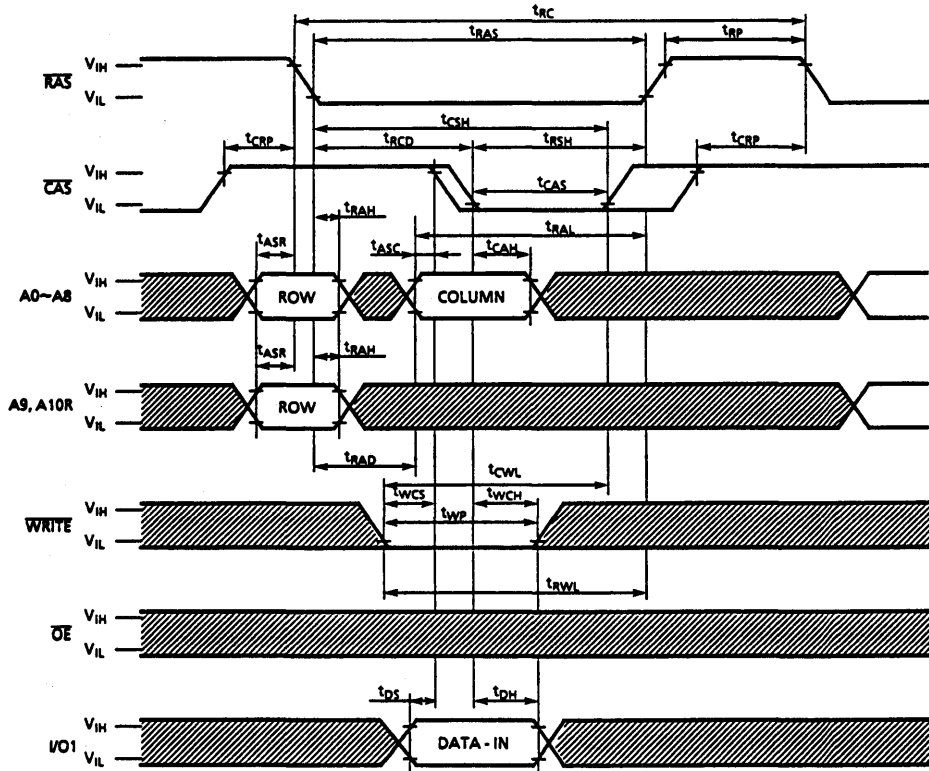 tRC
tRAS tRP
RAS VIH
VIL
tCSH
tCRP tRCD tRSH tCRP
CAS VIH
VIL
tCAS
tRAH
tASR tASC tRAL
tCAH
A0~A8 VIH
VIL
ROW COLUMN
tASR tRAH
A9, A10R VIH
VIL
ROW
tRAD tCWL
tWCS tWCH
WRITE VIH
VIL
tWP
tRWL
OE VIH
VIL
tDS tDH
I/O1 VIH
VIL
DATA - IN